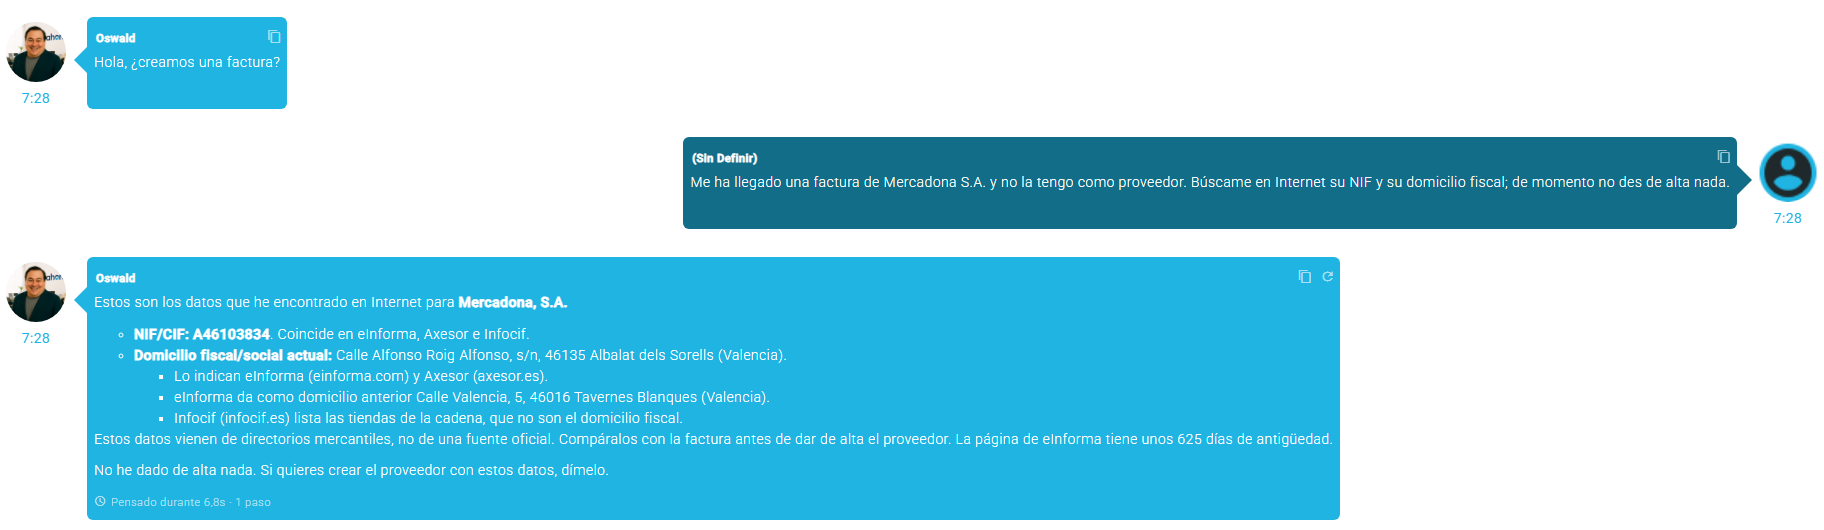 Oswald
Hola, ¿creamos una factura?
7:28
(Sin Definir)
Me ha llegado una factura de Mercadona S.A. y no la tengo como proveedor. Búscame en Internet su NIF y su domicilio fiscal; de momento no des de alta nada.
7:28
Oswald
Estos son los datos que he encontrado en Internet para Mercadona, S.A.
NIF/CIF: A46103834. Coincide en eInforma, Axesor e Infocif.
7:28
Domicilio fiscal/social actual: Calle Alfonso Roig Alfonso, s/n, 46135 Albalat dels Sorells (Valencia).
Lo indican eInforma (einforma.com) y Axesor (axesor.es).
eInforma da como domicilio anterior Calle Valencia, 5, 46016 Tavernes Blanques (Valencia).
Infocif (infocif.es) lista las tiendas de la cadena, que no son el domicilio fiscal.
Estos datos vienen de directorios mercantiles, no de una fuente oficial. Compáralos con la factura antes de dar de alta el proveedor. La página de eInforma tiene unos 625 días de antigüedad.
No he dado de alta nada. Si quieres crear el proveedor con estos datos, dímelo.
Pensado durante 6,8s · 1 paso